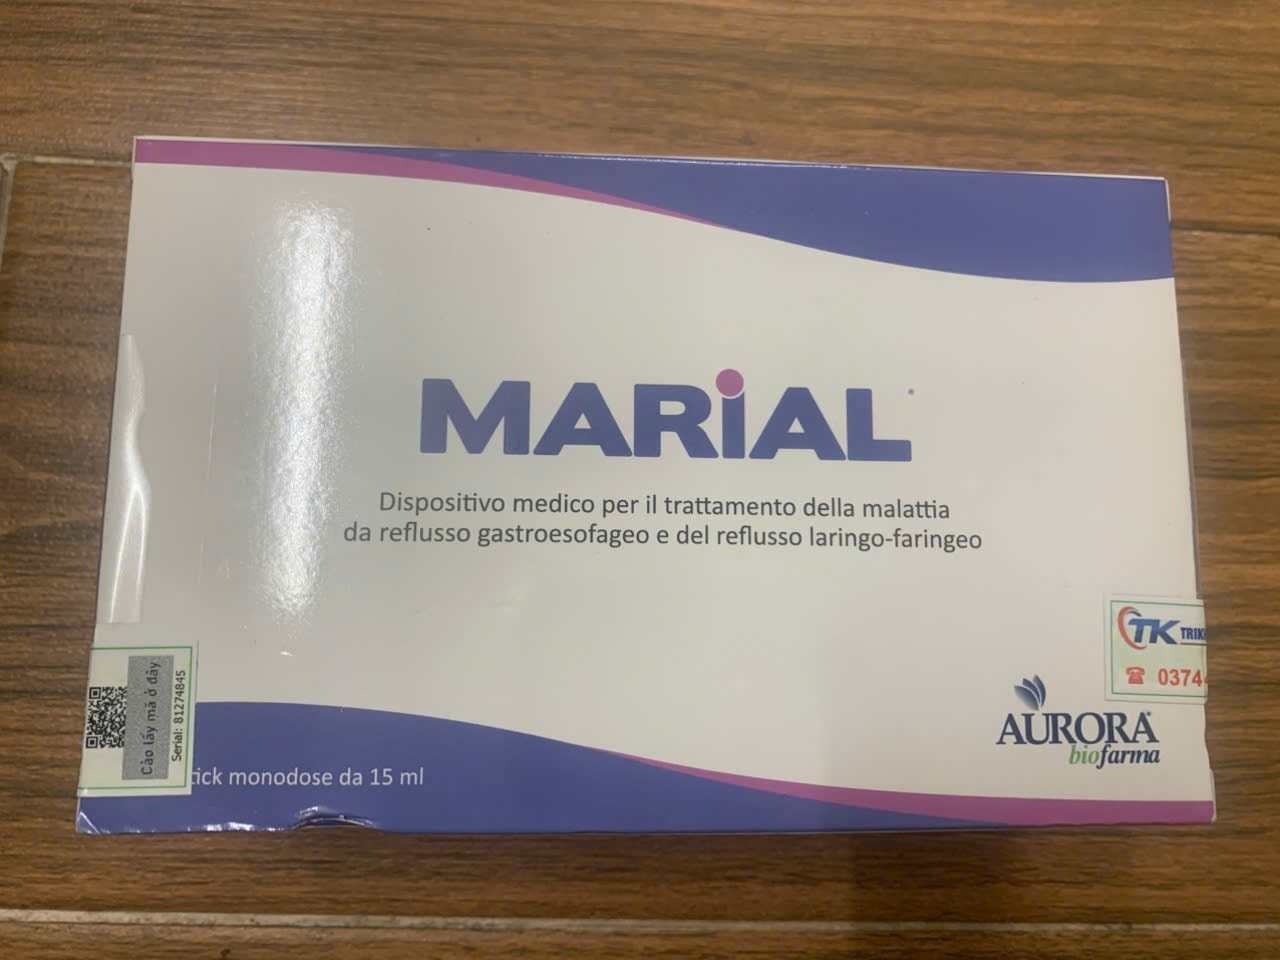 MARiAL
Dispositivo medico per il trattamento della malattia
da reflusso gastroesofageo e del reflusso laringo-faringeo
TK
☎ 0374
AURORA
biofarma
Cào lấy mã ở đây
Serial: 81274845
monodose da 15 ml